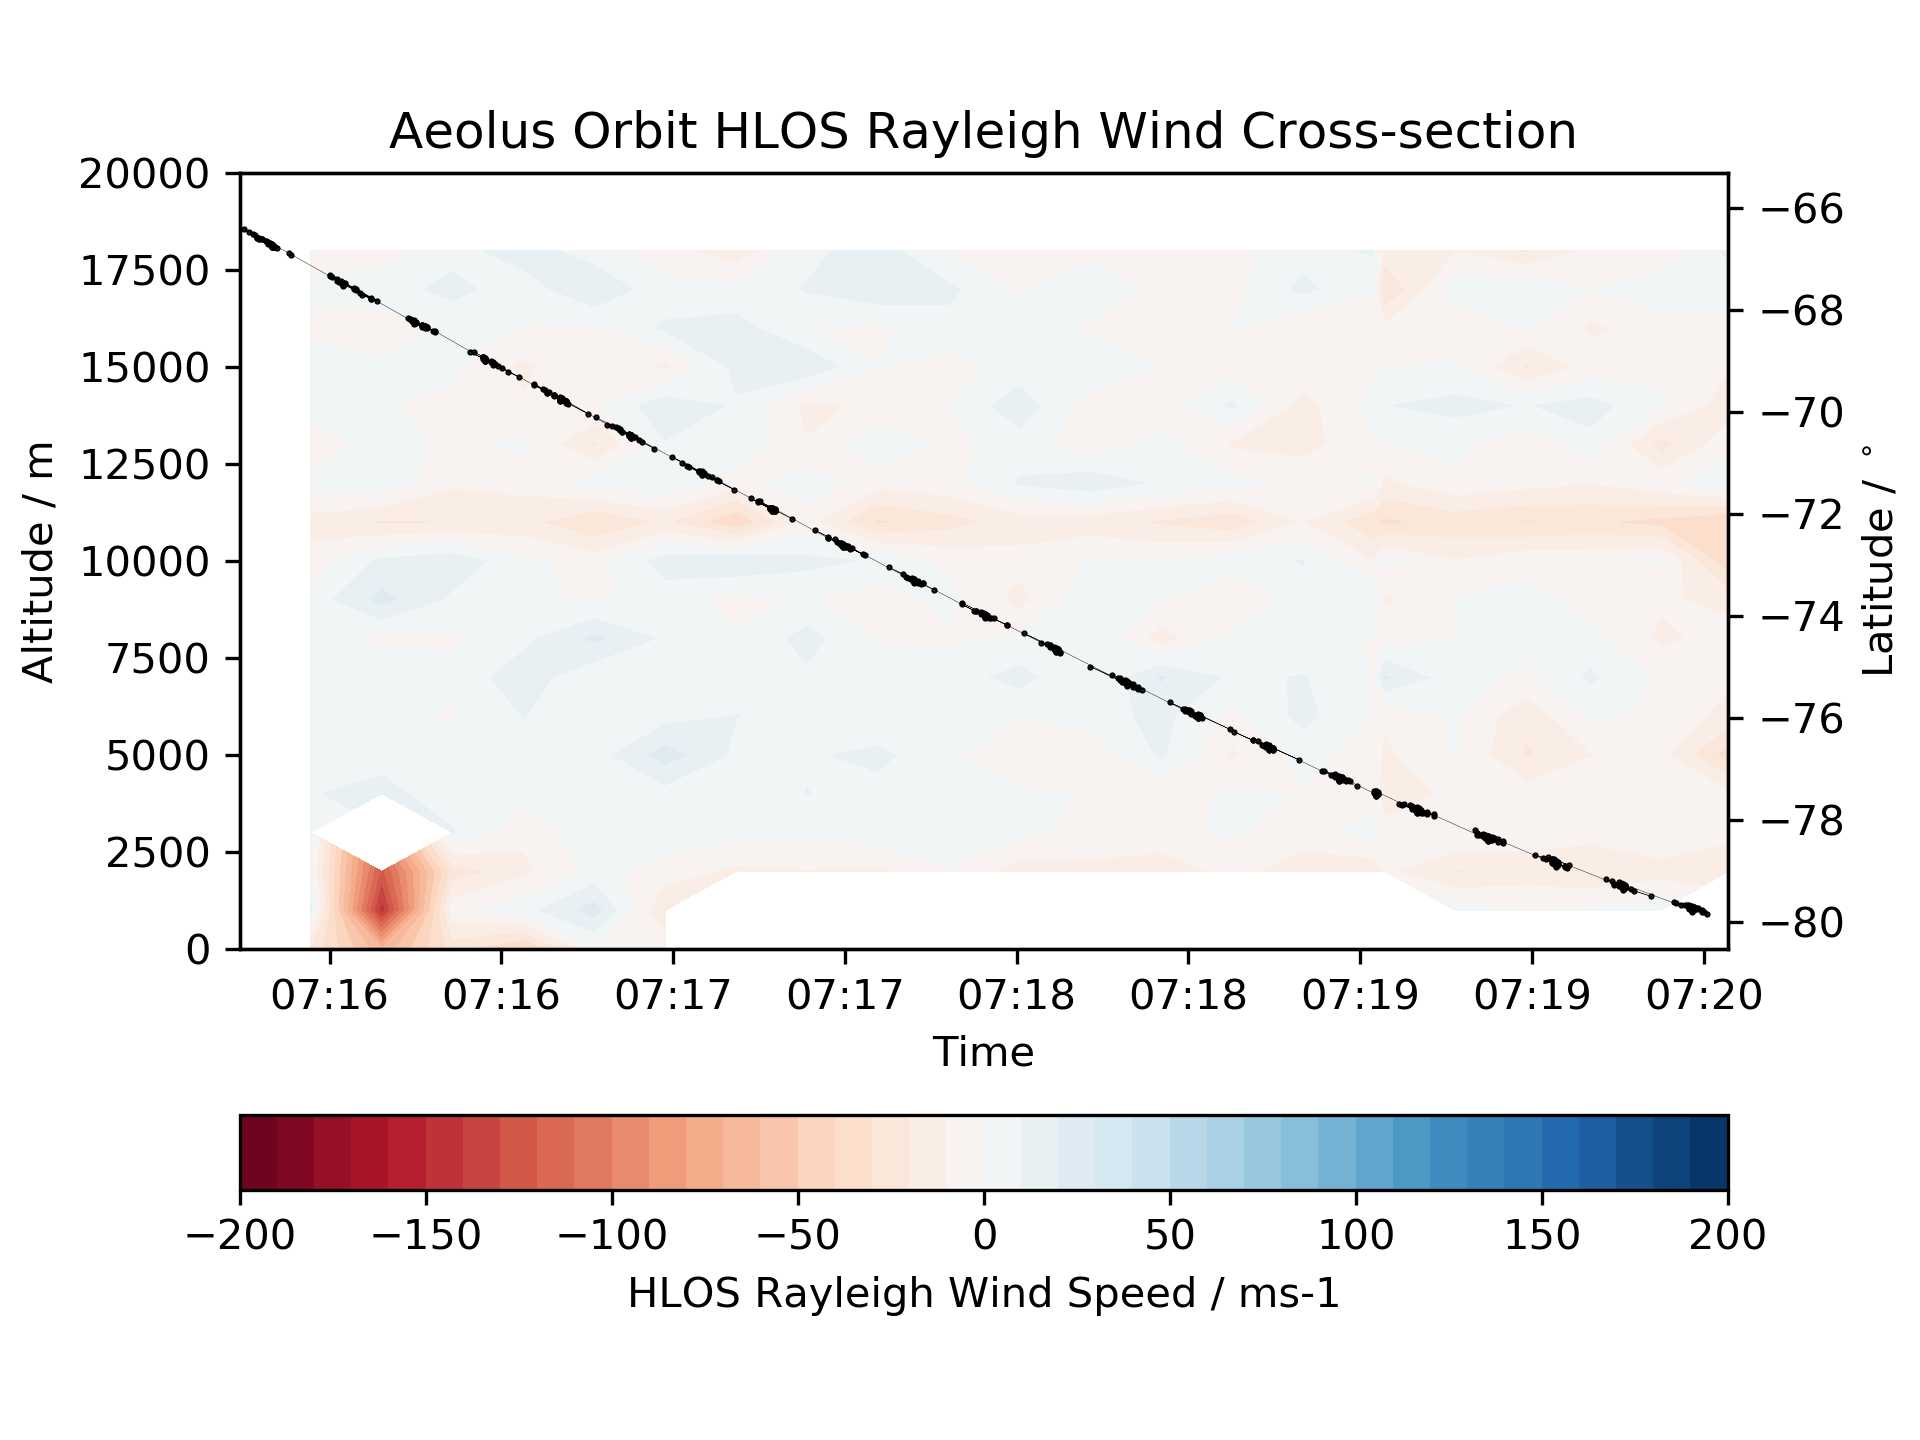 Aeolus Orbit HLOS Rayleigh Wind Cross-section
20000
17500
15000
12500
10000
7500
5000
2500
0
Altitude / m
−66
−68
−70
−72
−74
−76
−78
−80
Latitude / °
07:16 07:16 07:17 07:17 07:18 07:18 07:19 07:19 07:20
Time
−200 −150 −100 −50 0 50 100 150 200
HLOS Rayleigh Wind Speed / ms-1